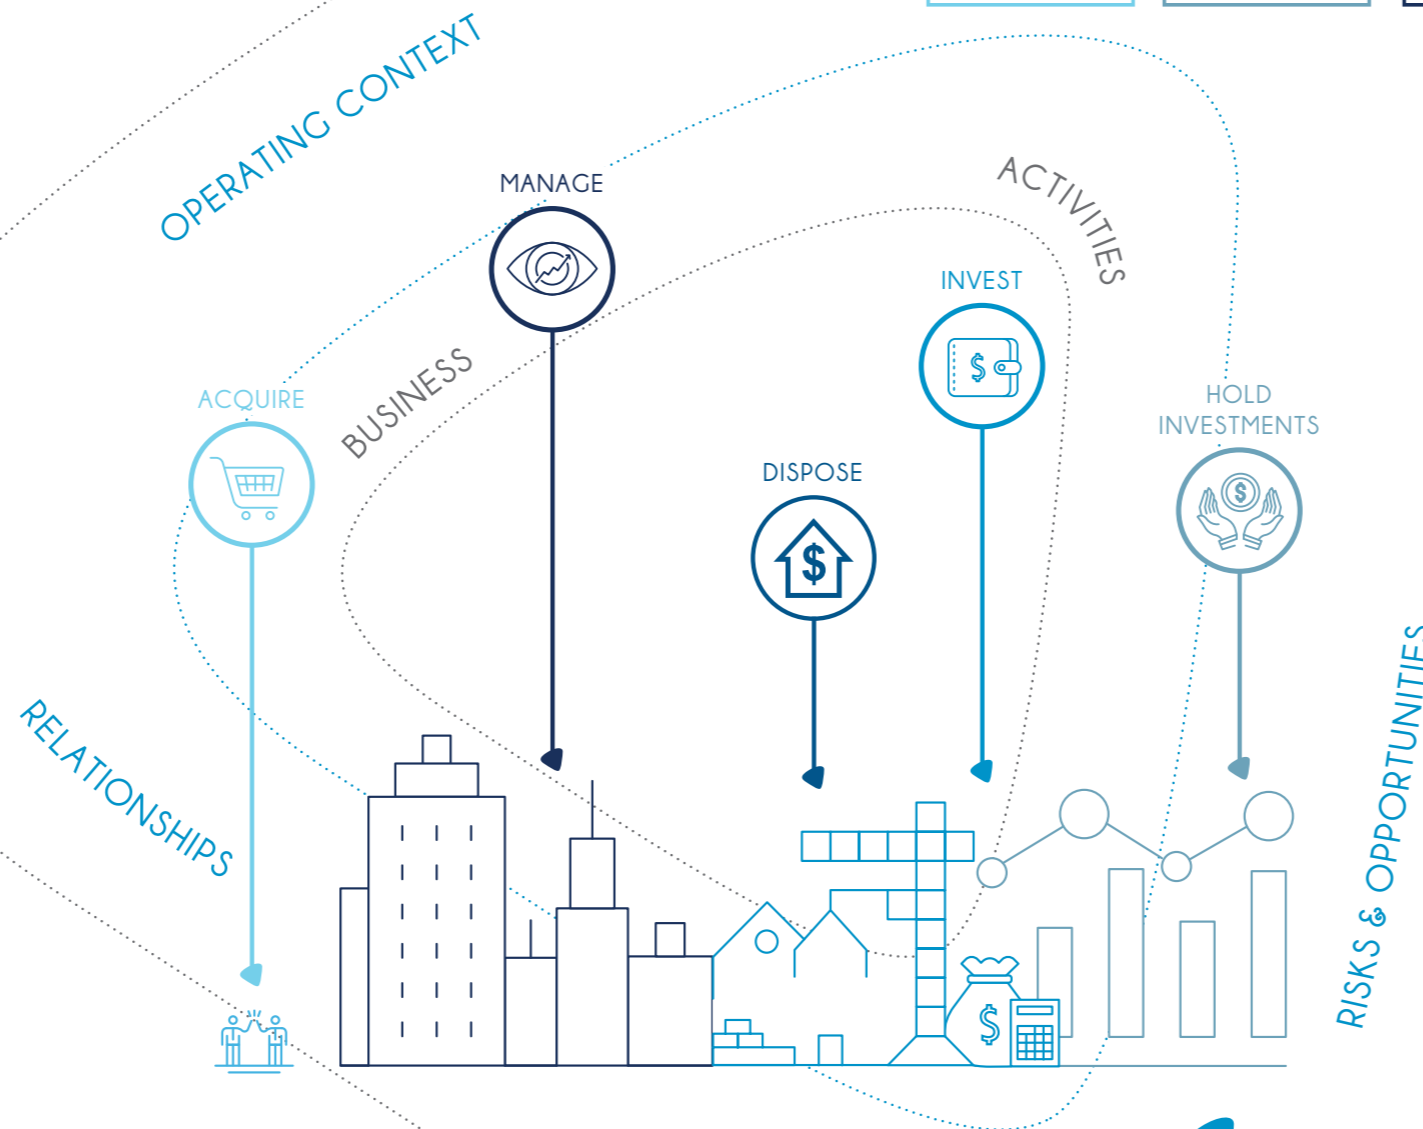 OPERATING CONTEXT
MANAGE
ACTIVITIES
INVEST
BUSINESS
ACQUIRE
HOLD
INVESTMENTS
$
DISPOSE
$
$
RELATIONSHIPS
RISKS & OPPORTUNITIES
$